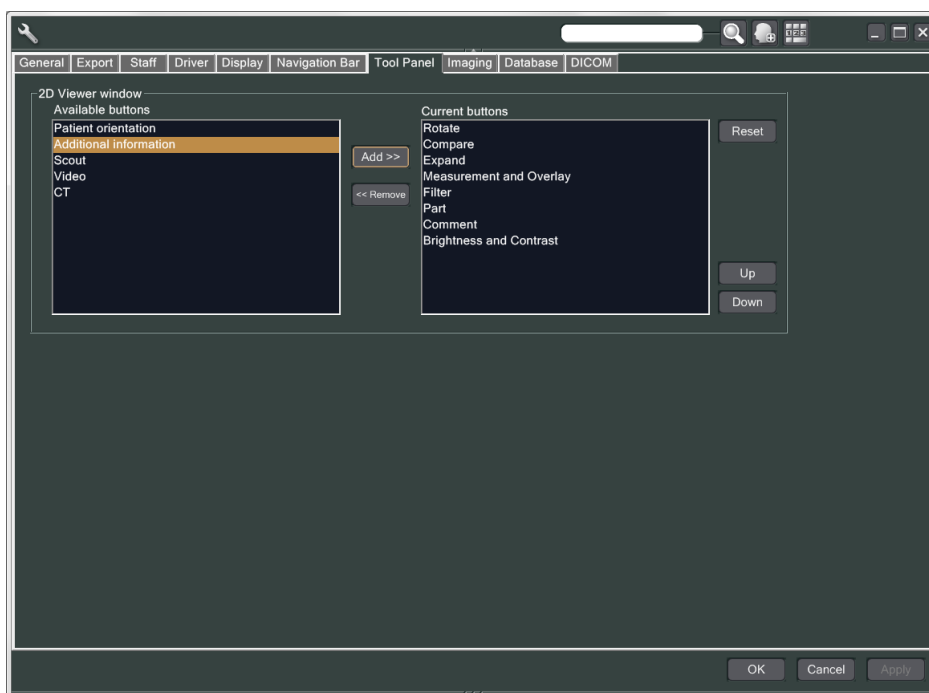 General Export Staff Driver Display Navigation Bar Tool Panel Imaging Database DICOM
2D Viewer window
Available buttons
Patient orientation
Additional information
Scout
Video
CT
Add >>
<< Remove
Current buttons
Rotate
Compare
Expand
Measurement and Overlay
Filter
Part
Comment
Brightness and Contrast
Reset
Up
Down
OK Cancel Apply